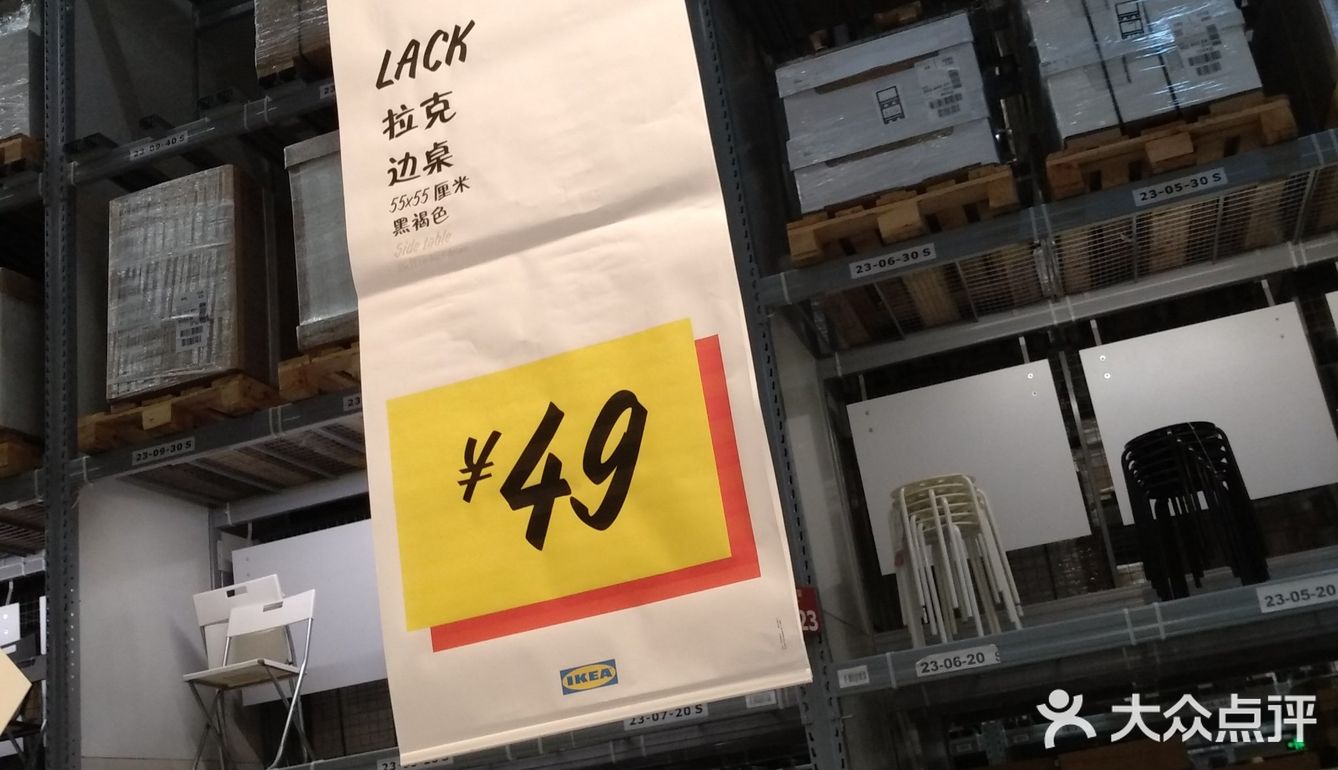 LACK
拉克
边桌
55x55 厘米
黑褐色
Side table
¥49
IKEA
23-09-40 S
23-09-30 S
23-05-30 S
23-06-30 S
23-05-20
23-06-20 S
23-07-20 S
23
大众点评